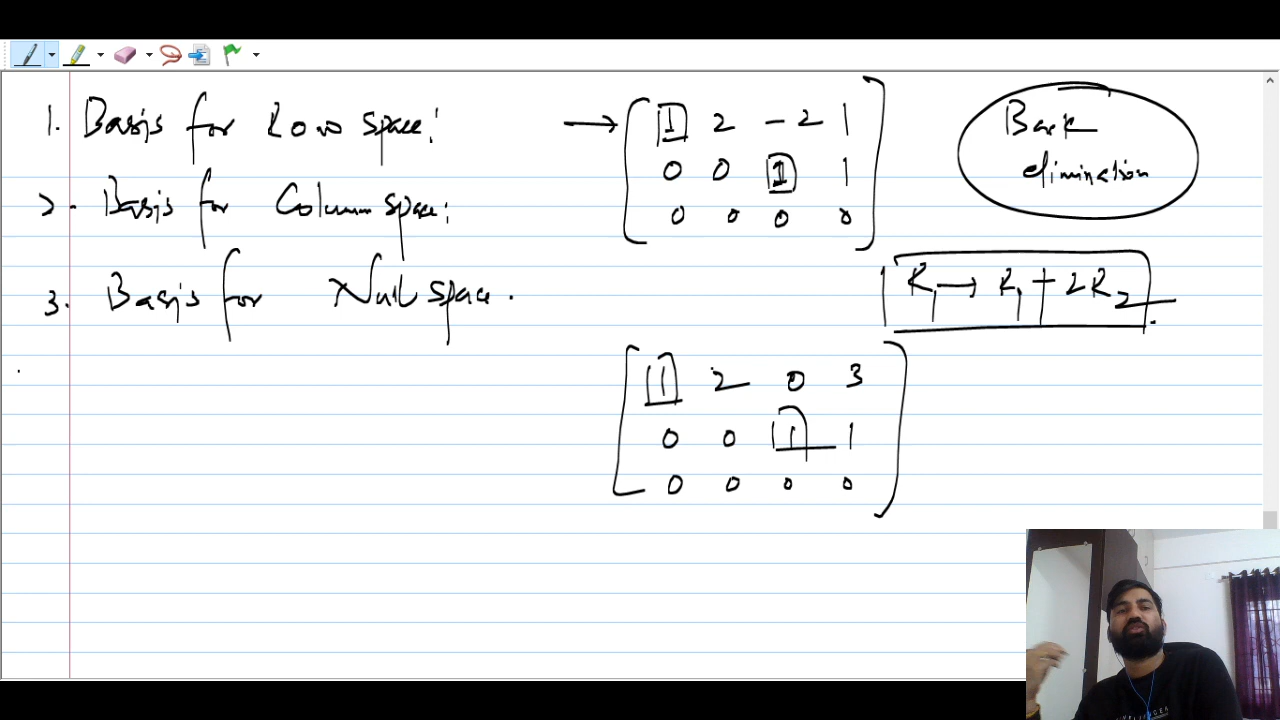 1. Basis for Row space:
2. Basis for Column space:
3. Basis for Null space.
→ [ 1 2 -2 1
0 0 1 1
0 0 0 0 ]
Back
elimination
R1 → R1 + 2R2
[ 1 2 0 3
0 0 1 1
0 0 0 0 ]